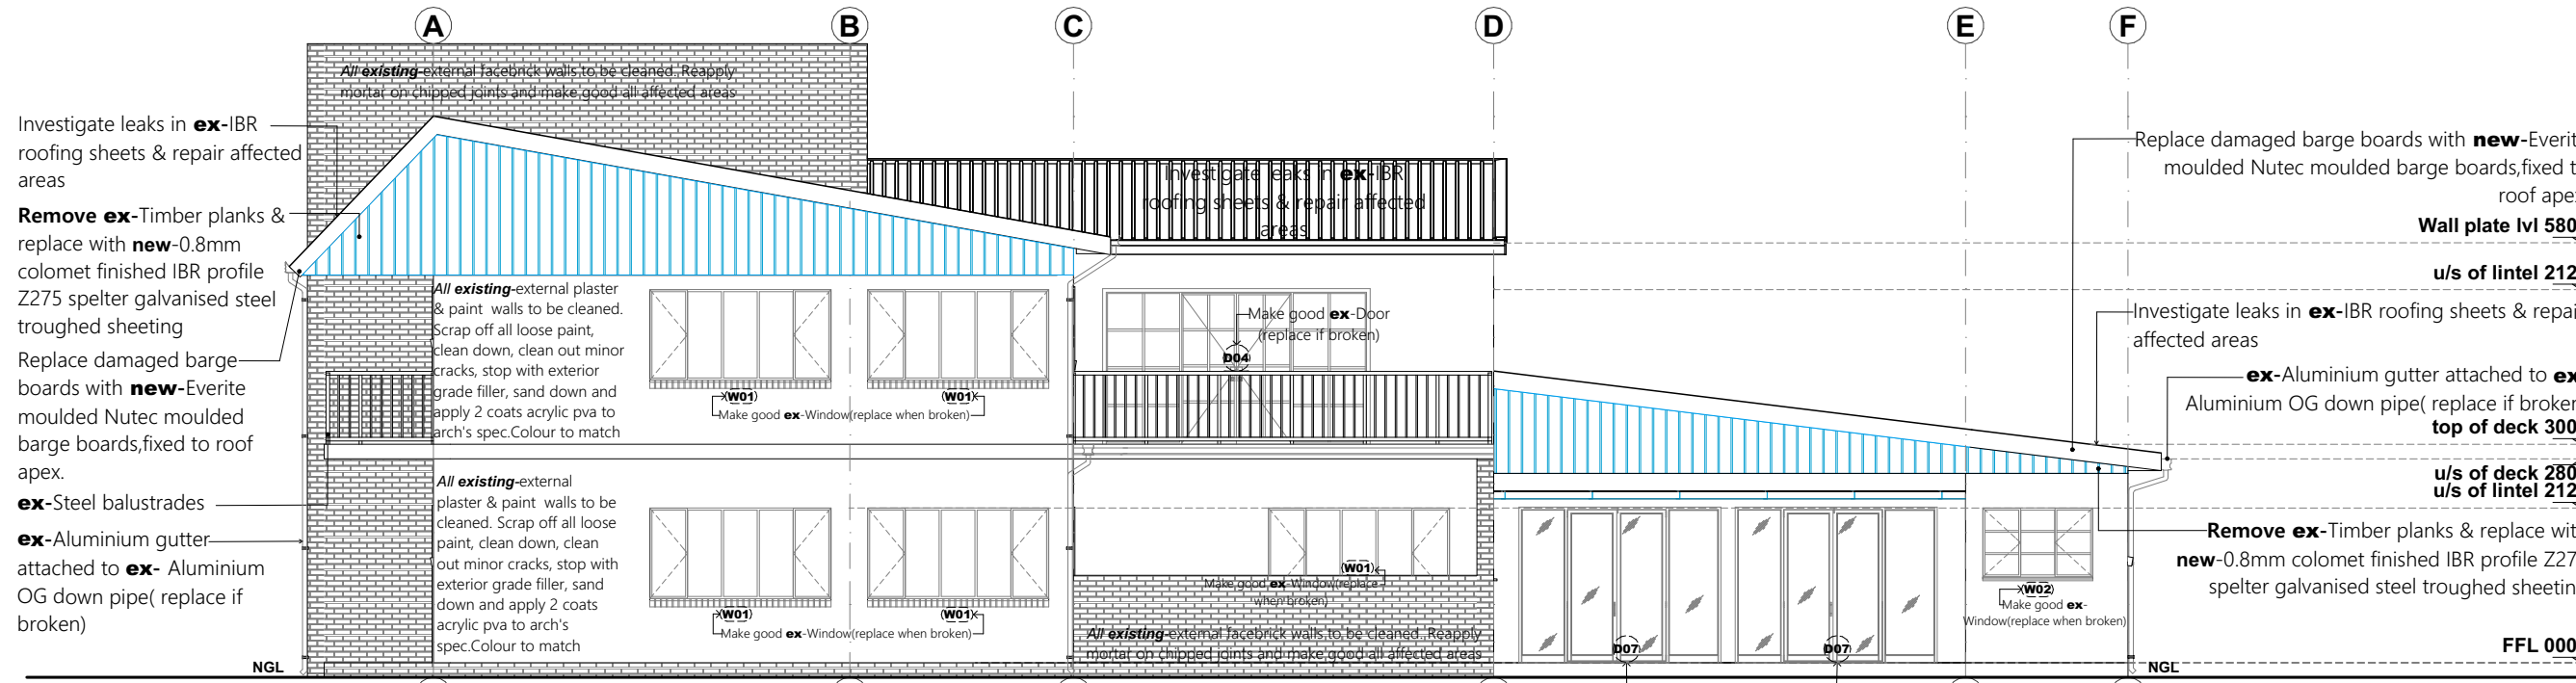 A
B
C
D
E
F
All existing-external facebrick walls to be cleaned. Reapply
mortar on chipped joints and make good all affected areas
Investigate leaks in ex-IBR
roofing sheets & repair affected
areas
Remove ex-Timber planks &
replace with new-0.8mm
colomet finished IBR profile
Z275 spelter galvanised steel
troughed sheeting
Replace damaged barge
boards with new-Everite
moulded Nutec moulded
barge boards,fixed to roof
apex.
ex-Steel balustrades
ex-Aluminium gutter
attached to ex- Aluminium
OG down pipe( replace if
broken)
NGL
All existing-external plaster
& paint walls to be cleaned.
Scrap off all loose paint,
clean down, clean out minor
cracks, stop with exterior
grade filler, sand down and
apply 2 coats acrylic pva to
arch's spec.Colour to match
W01
W01
Make good ex-Window(replace when broken)
All existing-external
plaster & paint walls to be
cleaned. Scrap off all loose
paint, clean down, clean
out minor cracks, stop with
exterior grade filler, sand
down and apply 2 coats
acrylic pva to arch's
spec.Colour to match
W01
W01
Make good ex-Window(replace when broken)
Investigate leaks in ex-IBR
roofing sheets & repair affected
areas
Make good ex-Door
(replace if broken)
D04
W01
Make good ex-Window(replace
when broken)
All existing-external facebrick walls to be cleaned. Reapply
mortar on chipped joints and make good all affected areas
D07
D07
W02
Make good ex-
Window(replace when broken)
Replace damaged barge boards with new-Everit
moulded Nutec moulded barge boards,fixed t
roof ape
Wall plate lvl 580
u/s of lintel 212
Investigate leaks in ex-IBR roofing sheets & repai
affected areas
ex-Aluminium gutter attached to ex
Aluminium OG down pipe( replace if broken
top of deck 300
u/s of deck 280
u/s of lintel 212
Remove ex-Timber planks & replace wit
new-0.8mm colomet finished IBR profile Z27
spelter galvanised steel troughed sheetin
FFL 000
NGL